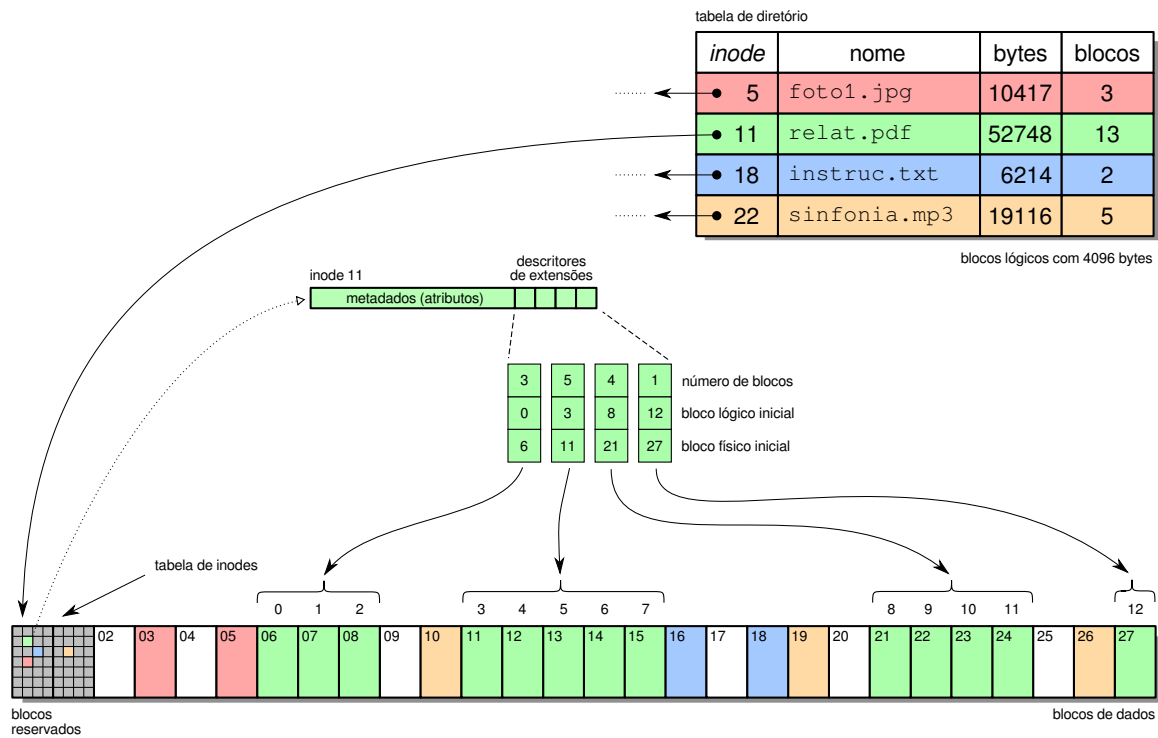 tabela de diretório
inode nome bytes blocos
5 foto1.jpg 10417 3
11 relat.pdf 52748 13
18 instruc.txt 6214 2
22 sinfonia.mp3 19116 5
blocos lógicos com 4096 bytes
descritores
de extensões
inode 11
metadados (atributos)
3 5 4 1 número de blocos
0 3 8 12 bloco lógico inicial
6 11 21 27 bloco físico inicial
tabela de inodes
0 1 2 3 4 5 6 7 8 9 10 11 12
02 03 04 05 06 07 08 09 10 11 12 13 14 15 16 17 18 19 20 21 22 23 24 25 26 27
blocos
reservados
blocos de dados